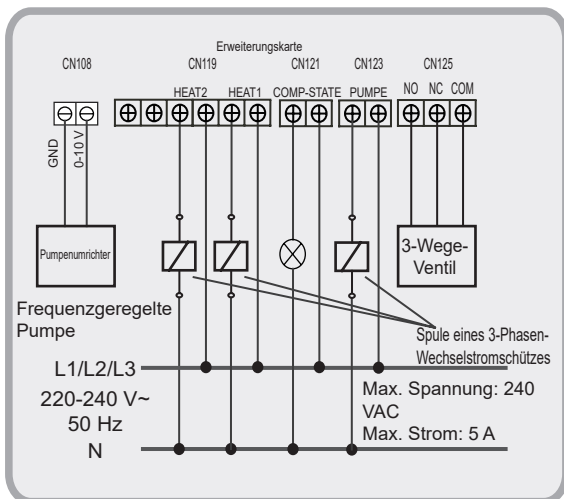 Erweiterungskarte
CN108 CN119 CN121 CN123 CN125
HEAT2 HEAT1 COMP-STATE PUMPE NO NC COM
GND
0-10 V
Pumpenumrichter
3-Wege-
Ventil
Frequenzgeregelte
Pumpe
Spule eines 3-Phasen-
Wechselstromschützes
L1/L2/L3
220-240 V~
50 Hz
N
Max. Spannung: 240
VAC
Max. Strom: 5 A